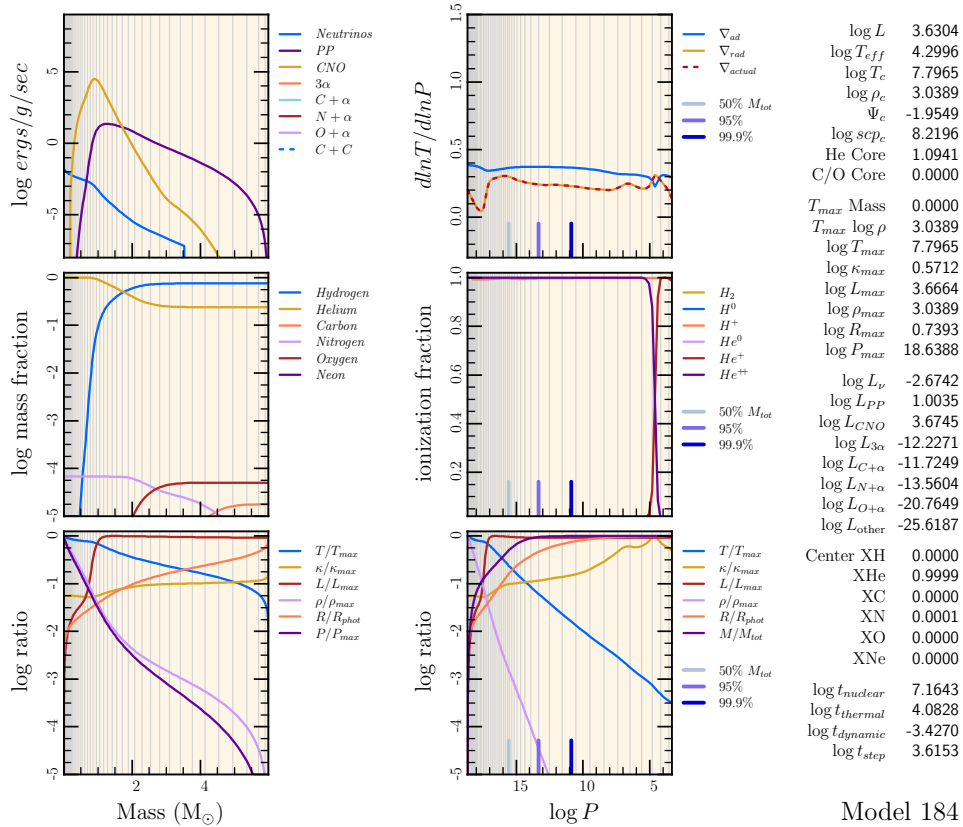 log ergs/g/sec
5
0
-5
Neutrinos
PP
CNO
3α
C + α
N + α
O + α
C + C
dlnT/dlnP
1.5
1.0
0.5
0.0
∇ad
∇rad
∇actual
50% Mtot
95%
99.9%
log mass fraction
0
-1
-2
-3
-4
-5
Hydrogen
Helium
Carbon
Nitrogen
Oxygen
Neon
ionization fraction
1.0
0.8
0.6
0.4
0.2
H2
H0
H+
He0
He+
He++
50% Mtot
95%
99.9%
log ratio
0
-1
-2
-3
-4
-5
2
4
Mass (M⊙)
T/Tmax
κ/κmax
L/Lmax
ρ/ρmax
R/Rphot
P/Pmax
log ratio
0
-1
-2
-3
-4
-5
15
10
5
log P
T/Tmax
κ/κmax
L/Lmax
ρ/ρmax
R/Rphot
M/Mtot
50% Mtot
95%
99.9%
log L 3.6304
log Teff 4.2996
log Tc 7.7965
log ρc 3.0389
Ψc -1.9549
log scpc 8.2196
He Core 1.0941
C/O Core 0.0000
Tmax Mass 0.0000
Tmax log ρ 3.0389
log Tmax 7.7965
log κmax 0.5712
log Lmax 3.6664
log ρmax 3.0389
log Rmax 0.7393
log Pmax 18.6388
log Lν -2.6742
log LPP 1.0035
log LCNO 3.6745
log L3α -12.2271
log LC+α -11.7249
log LN+α -13.5604
log LO+α -20.7649
log Lother -25.6187
Center XH 0.0000
XHe 0.9999
XC 0.0000
XN 0.0001
XO 0.0000
XNe 0.0000
log tnuclear 7.1643
log tthermal 4.0828
log tdynamic -3.4270
log tstep 3.6153
Model 184